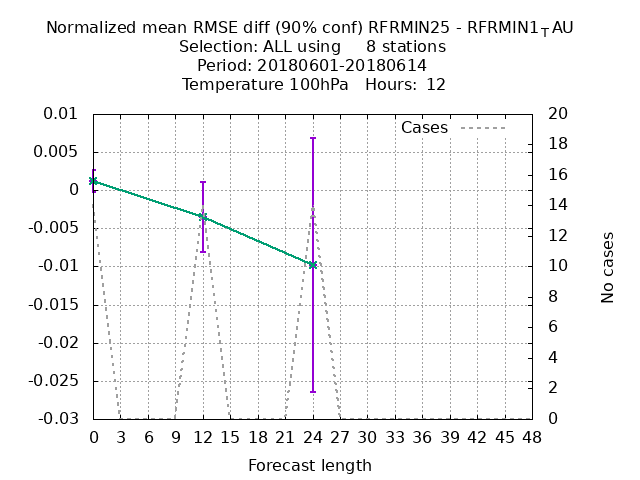 Normalized mean RMSE diff (90% conf) RFRMIN25 - RFRMIN1TAU
Selection: ALL using 8 stations
Period: 20180601-20180614
Temperature 100hPa Hours: 12
0.01
0.005
0
-0.005
-0.01
-0.015
-0.02
-0.025
-0.03
Cases
20
18
16
14
12
10
8
6
4
2
0
No cases
0 3 6 9 12 15 18 21 24 27 30 33 36 39 42 45 48
Forecast length